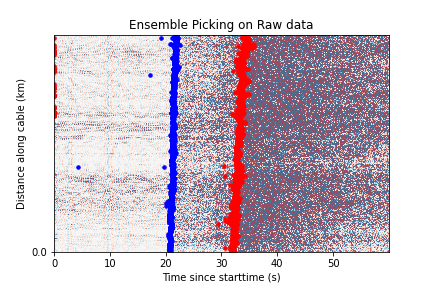 Ensemble Picking on Raw data
Distance along cable (km)
0.0
0 10 20 30 40 50
Time since starttime (s)